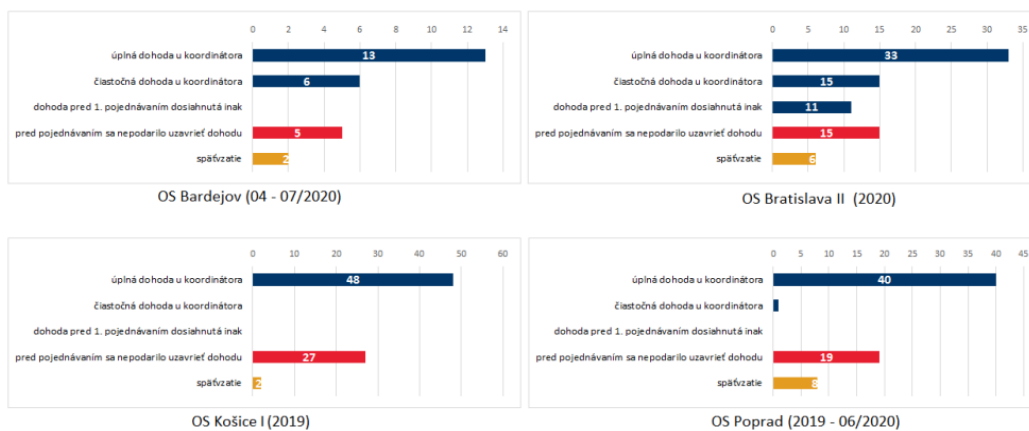 0 2 4 6 8 10 12 14
úplná dohoda u koordinátora 13
čiastočná dohoda u koordinátora 6
dohoda pred 1. pojednávaním dosiahnutá inak
pred pojednávaním sa nepodarilo uzavrieť dohodu 5
späťvzatie 2
OS Bardejov (04 - 07/2020)
0 5 10 15 20 25 30 35
úplná dohoda u koordinátora 33
čiastočná dohoda u koordinátora 15
dohoda pred 1. pojednávaním dosiahnutá inak 11
pred pojednávaním sa nepodarilo uzavrieť dohodu 15
späťvzatie 6
OS Bratislava II (2020)
0 10 20 30 40 50 60
úplná dohoda u koordinátora 48
čiastočná dohoda u koordinátora
dohoda pred 1. pojednávaním dosiahnutá inak
pred pojednávaním sa nepodarilo uzavrieť dohodu 27
späťvzatie 2
OS Košice I (2019)
0 5 10 15 20 25 30 35 40 45
úplná dohoda u koordinátora 40
čiastočná dohoda u koordinátora
dohoda pred 1. pojednávaním dosiahnutá inak
pred pojednávaním sa nepodarilo uzavrieť dohodu 19
späťvzatie 8
OS Poprad (2019 - 06/2020)